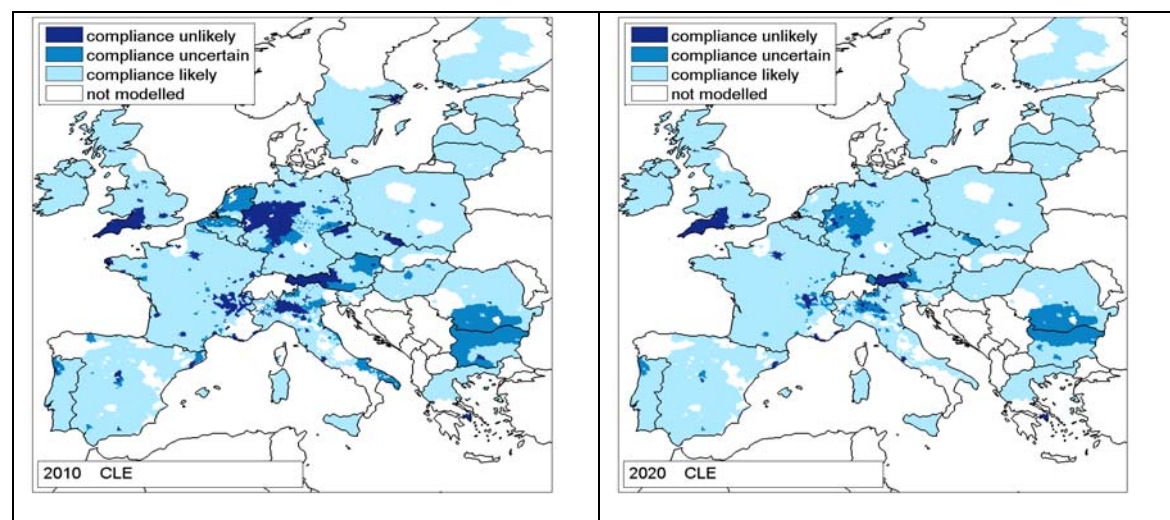 compliance unlikely
compliance uncertain
compliance likely
not modelled
2010 CLE
compliance unlikely
compliance uncertain
compliance likely
not modelled
2020 CLE